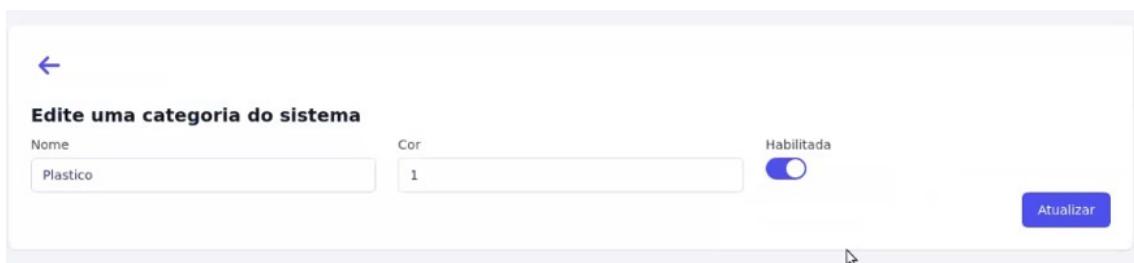 Edite uma categoria do sistema
Nome Cor Habilitada
Plastico 1
Atualizar